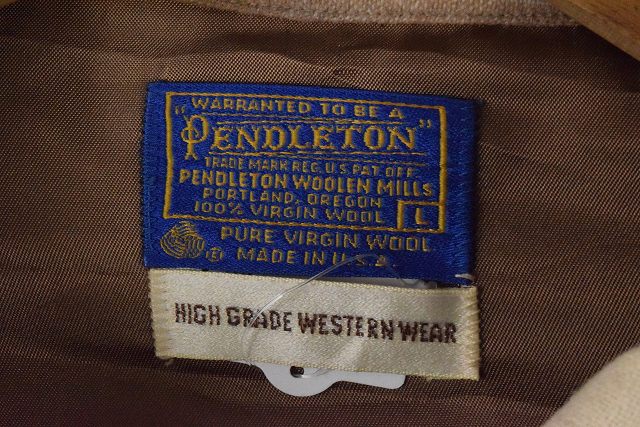 "WARRANTED TO BE A
PENDLETON"
TRADE MARK REG. U.S. PAT. OFF.
PENDLETON WOOLEN MILLS
PORTLAND, OREGON
100% VIRGIN WOOL L
® PURE VIRGIN WOOL
MADE IN U.S.A
HIGH GRADE WESTERN WEAR